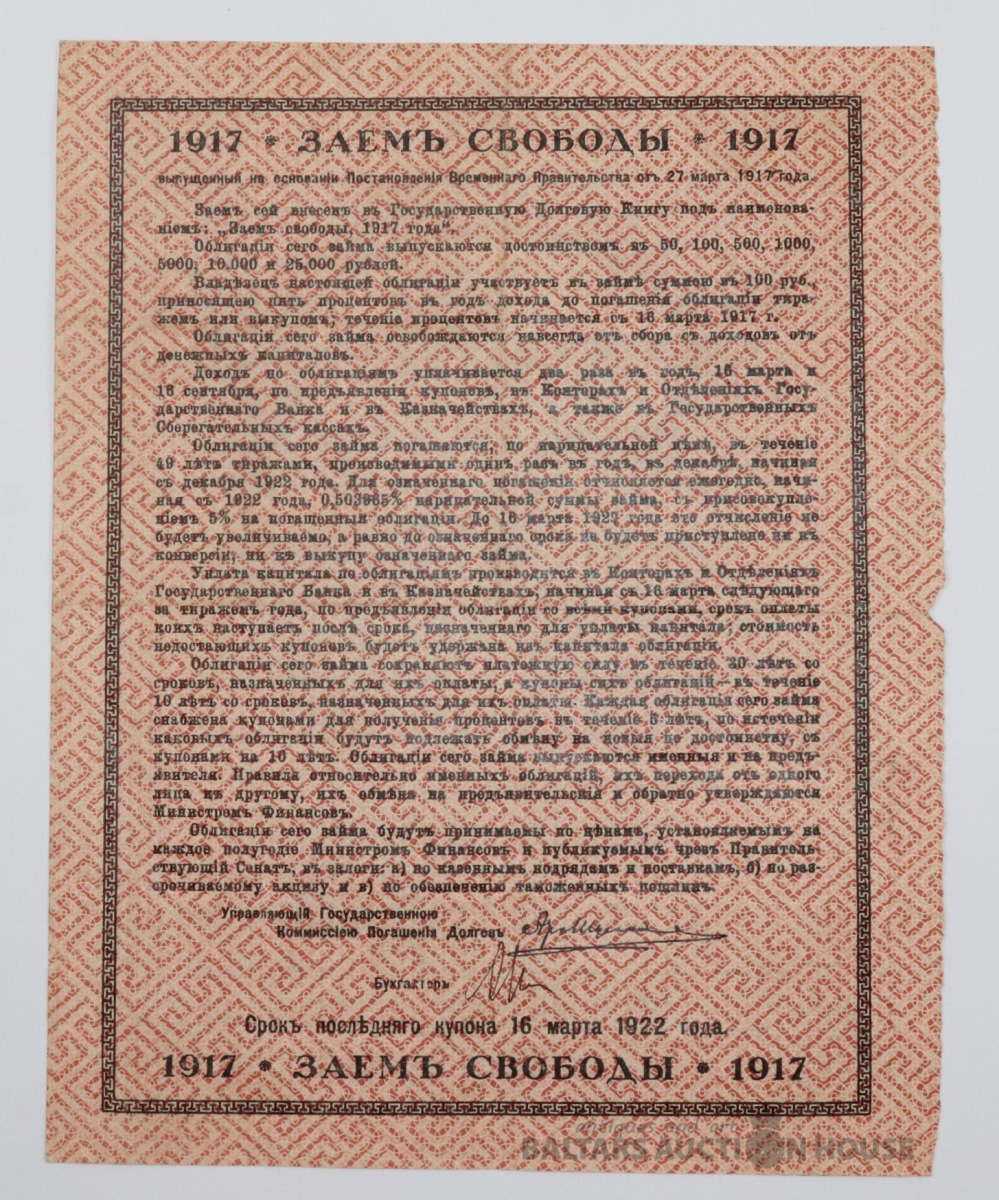 1917 * ЗАЕМЪ СВОБОДЫ * 1917
выпущенный на основаніи Постановленія Временнаго Правительства отъ 27 марта 1917 года.
Заемъ сей внесенъ въ Государственную Долговую Книгу подъ наименова-
ніемъ: „Заемъ свободы, 1917 года“.
Облигаціи сего займа выпускаются достоинствомъ въ 50, 100, 500, 1000,
5000, 10.000 и 25.000 рублей.
Владѣлецъ настоящей облигаціи участвуетъ въ займѣ суммою въ 100 руб.,
приносящею пять процентовъ въ годъ дохода до погашенія облигаціи тира-
жемъ или выкупомъ; теченіе процентовъ начинается съ 16 марта 1917 г.
Облигаціи сего займа освобождаются навсегда отъ сбора съ доходовъ отъ
денежныхъ капиталовъ.
Доходъ по облигаціямъ уплачивается два раза въ годъ, 16 марта и
16 сентября, по предъявленіи купоновъ, въ Конторахъ и Отдѣленіяхъ Госу-
дарственнаго Банка и въ Казначействахъ, а также въ Государственныхъ
Сберегательныхъ кассахъ.
Облигаціи сего займа погашаются, по нарицательной цѣнѣ, въ теченіе
49 лѣтъ тиражами, производимыми одинъ разъ въ годъ, въ декабрѣ, начиная
съ декабря 1922 года. Для означеннаго погашенія отчисляется ежегодно, начи-
ная съ 1922 года, 0,503965% нарицательной суммы займа, съ присовокупле-
ніемъ 5% на погашенныя облигаціи. До 16 марта 1927 года это отчисленіе не
будетъ увеличиваемо, а равно до означеннаго срока не будетъ приступлено ни къ
конверсіи, ни къ выкупу означеннаго займа.
Уплата капитала по облигаціямъ производится въ Конторахъ и Отдѣленіяхъ
Государственнаго Банка и въ Казначействахъ, начиная съ 16 марта слѣдующаго
за тиражемъ года, по предъявленіи облигаціи со всѣми купонами, срокъ оплаты
коихъ наступаетъ послѣ срока, назначеннаго для уплаты капитала; стоимость
недостающихъ купоновъ будетъ удержана изъ капитала облигаціи.
Облигаціи сего займа сохраняютъ платежную силу въ теченіе 30 лѣтъ со
сроковъ, назначенныхъ для ихъ оплаты, а купоны сихъ облигацій—въ теченіе
10 лѣтъ со сроковъ, назначенныхъ для ихъ оплаты. Каждая облигація сего займа
снабжена купонами для полученія процентовъ въ теченіе 5 лѣтъ, по истеченіи
каковыхъ облигаціи будутъ подлежать обмѣну на новыя по достоинству, съ
купонами на 10 лѣтъ. Облигаціи сего займа выпускаются именныя и на предъ-
явителя. Правила относительно именныхъ облигацій, ихъ перехода отъ одного
лица къ другому, ихъ обмѣна на предъявительскія и обратно утверждаются
Министромъ Финансовъ.
Облигаціи сего займа будутъ принимаемы по цѣнамъ, установляемымъ на
каждое полугодіе Министромъ Финансовъ и публикуемымъ чрезъ Правитель-
ствующій Сенатъ, въ залоги: а) по казеннымъ подрядамъ и поставкамъ, б) по раз-
срочиваемому акцизу и в) по обезпеченію таможенныхъ пошлинъ.
Управляющій Государственною
Коммиссіею Погашенія Долговъ
Бухгалтеръ
Срокъ послѣдняго купона 16 марта 1922 года.
1917 * ЗАЕМЪ СВОБОДЫ * 1917
antiques and art
BALTARS AUCTION HOUSE